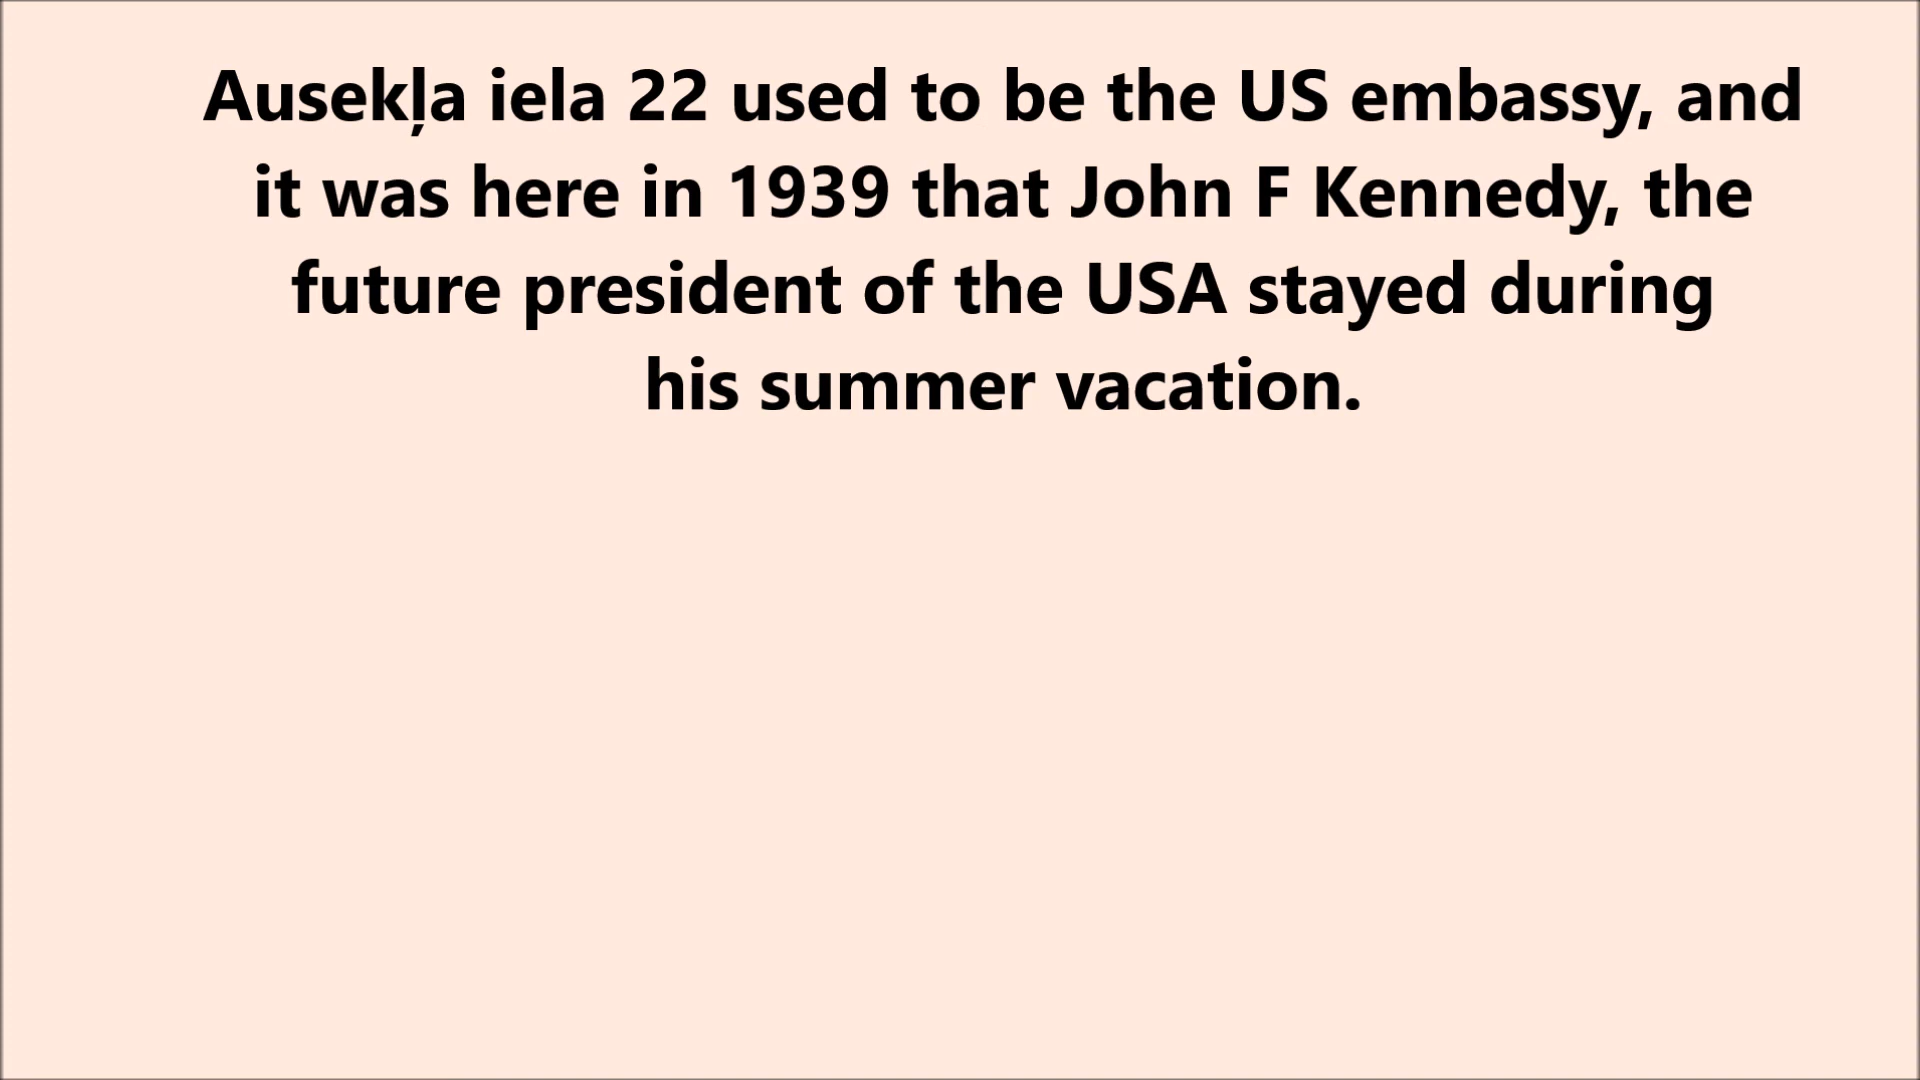 Ausekļa iela 22 used to be the US embassy, and
it was here in 1939 that John F Kennedy, the
future president of the USA stayed during
his summer vacation.